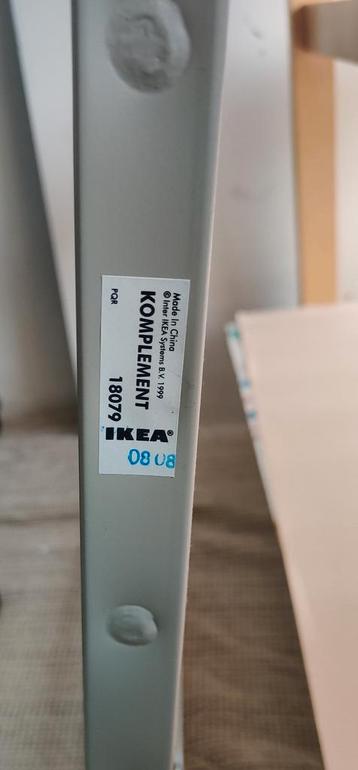 Made in China
© Inter IKEA Systems B.V. 1999
KOMPLEMENT
PQR
18079
IKEA®
08 08